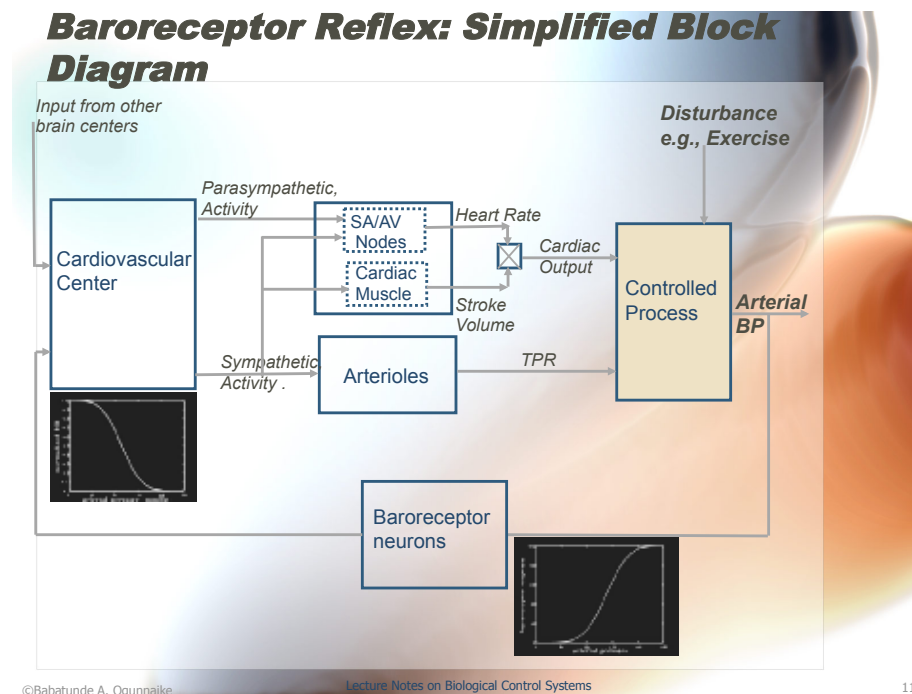 Baroreceptor Reflex: Simplified Block
Diagram
Input from other
brain centers
Disturbance
e.g., Exercise
Parasympathetic,
Activity
SA/AV
Nodes
Heart Rate
Cardiovascular
Center
Cardiac
Output
Cardiac
Muscle
Controlled
Process
Stroke
Volume
Arterial
BP
Sympathetic
Activity .
Arterioles
TPR
Baroreceptor
neurons
©Babatunde A. Ogunnaike
Lecture Notes on Biological Control Systems
11